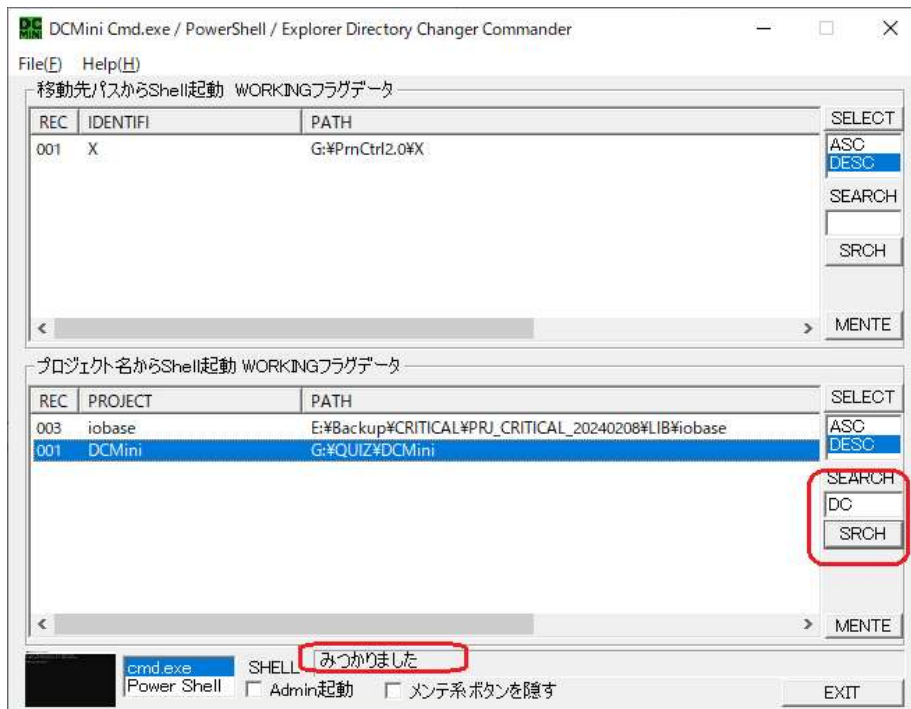 DCMini Cmd.exe / PowerShell / Explorer Directory Changer Commander
File(F) Help(H)
移動先パスからShell起動 WORKINGフラグデータ
REC IDENTIFI PATH
001 X G:¥PrnCtrl2.0¥X
SELECT
ASC
DESC
SEARCH
SRCH
MENTE
プロジェクト名からShell起動 WORKINGフラグデータ
REC PROJECT PATH
003 iobase E:¥Backup¥CRITICAL¥PRJ_CRITICAL_20240208¥LIB¥iobase
001 DCMini G:¥QUIZ¥DCMini
SELECT
ASC
DESC
SEARCH
DC
SRCH
MENTE
cmd.exe
Power Shell
SHELL みつかりました
Admin起動 メンテ系ボタンを隠す
EXIT